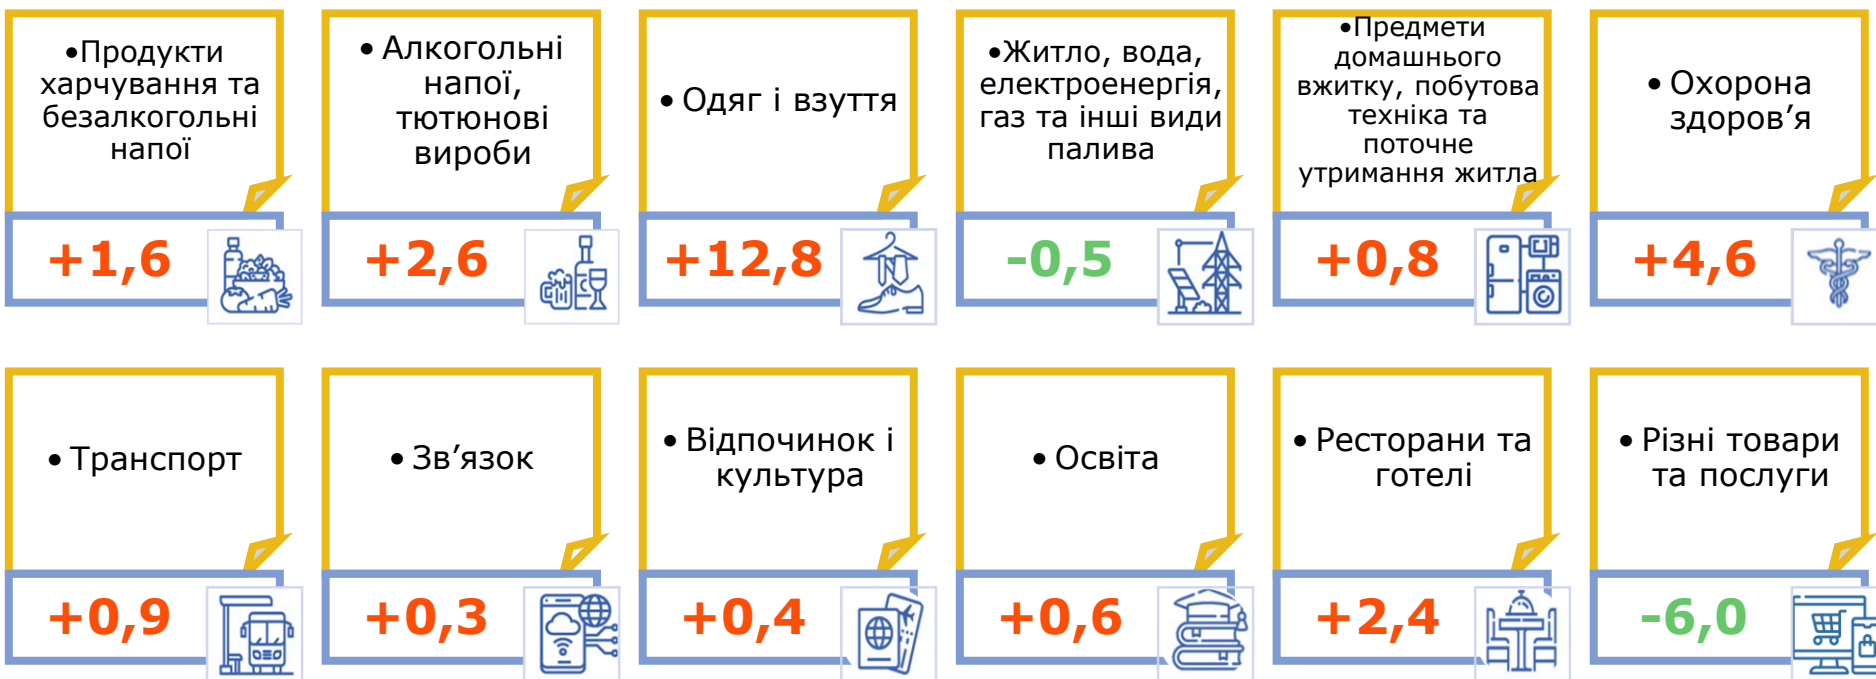 •Продукти
харчування та
безалкогольні
напої
+1,6
• Алкогольні
напої,
тютюнові
вироби
+2,6
• Одяг і взуття
+12,8
•Житло, вода,
електроенергія,
газ та інші види
палива
-0,5
•Предмети
домашнього
вжитку, побутова
техніка та
поточне
утримання житла
+0,8
• Охорона
здоров’я
+4,6
• Транспорт
+0,9
• Зв’язок
+0,3
• Відпочинок і
культура
+0,4
• Освіта
+0,6
• Ресторани та
готелі
+2,4
• Різні товари
та послуги
-6,0